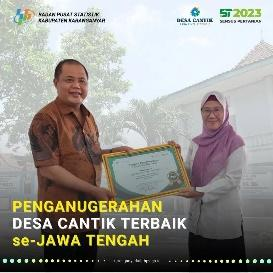 BADAN PUSAT STATISTIK
KABUPATEN KARANGANYAR
DESA CANTIK
ST2023
SENSUS PERTANIAN
PENGANUGERAHAN
DESA CANTIK TERBAIK
se-JAWA TENGAH